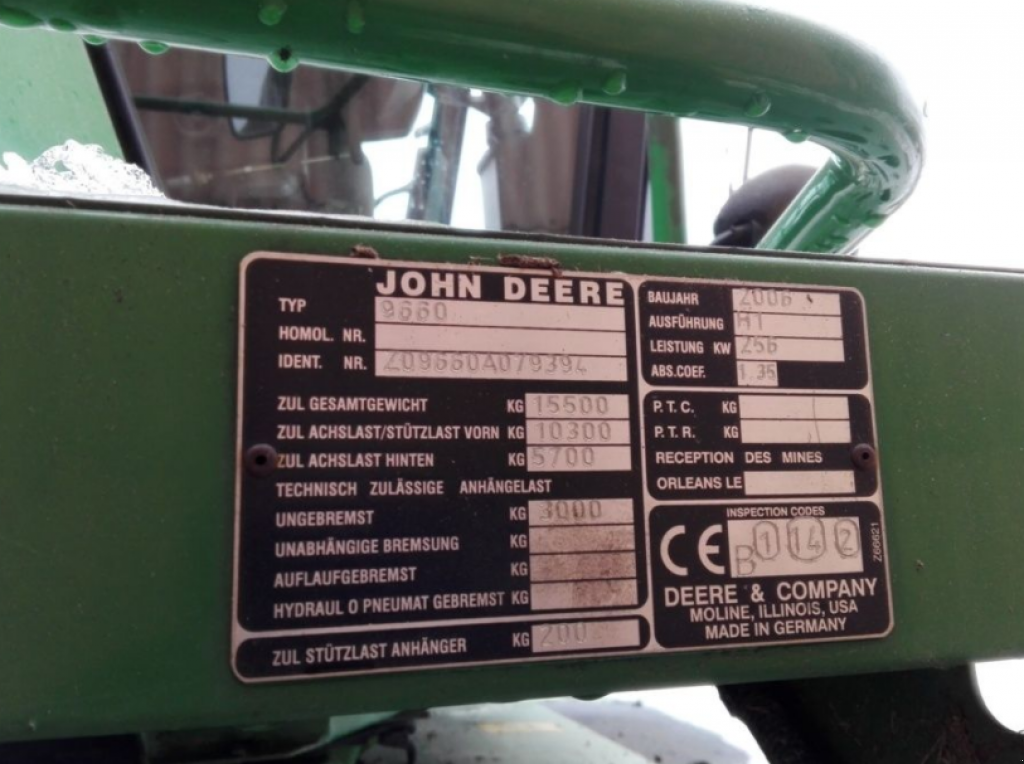 JOHN DEERE
TYP 9660
HOMOL. NR.
IDENT. NR. Z09660A079394
ZUL GESAMTGEWICHT KG 15500
ZUL ACHSLAST/STÜTZLAST VORN KG 10300
ZUL ACHSLAST HINTEN KG 5700
TECHNISCH ZULÄSSIGE ANHÄNGELAST
UNGEBREMST KG 3000
UNABHÄNGIGE BREMSUNG KG
AUFLAUFGEBREMST KG
HYDRAUL O PNEUMAT GEBREMST KG
ZUL STÜTZLAST ANHÄNGER KG 200
BAUJAHR 2006
AUSFÜHRUNG H1
LEISTUNG KW 256
ABS.COEF. 1.35
P.T.C. KG
P.T.R. KG
RECEPTION DES MINES
ORLEANS LE
INSPECTION CODES
CE B 1 14 2
DEERE & COMPANY
MOLINE, ILLINOIS, USA
MADE IN GERMANY
Z66621